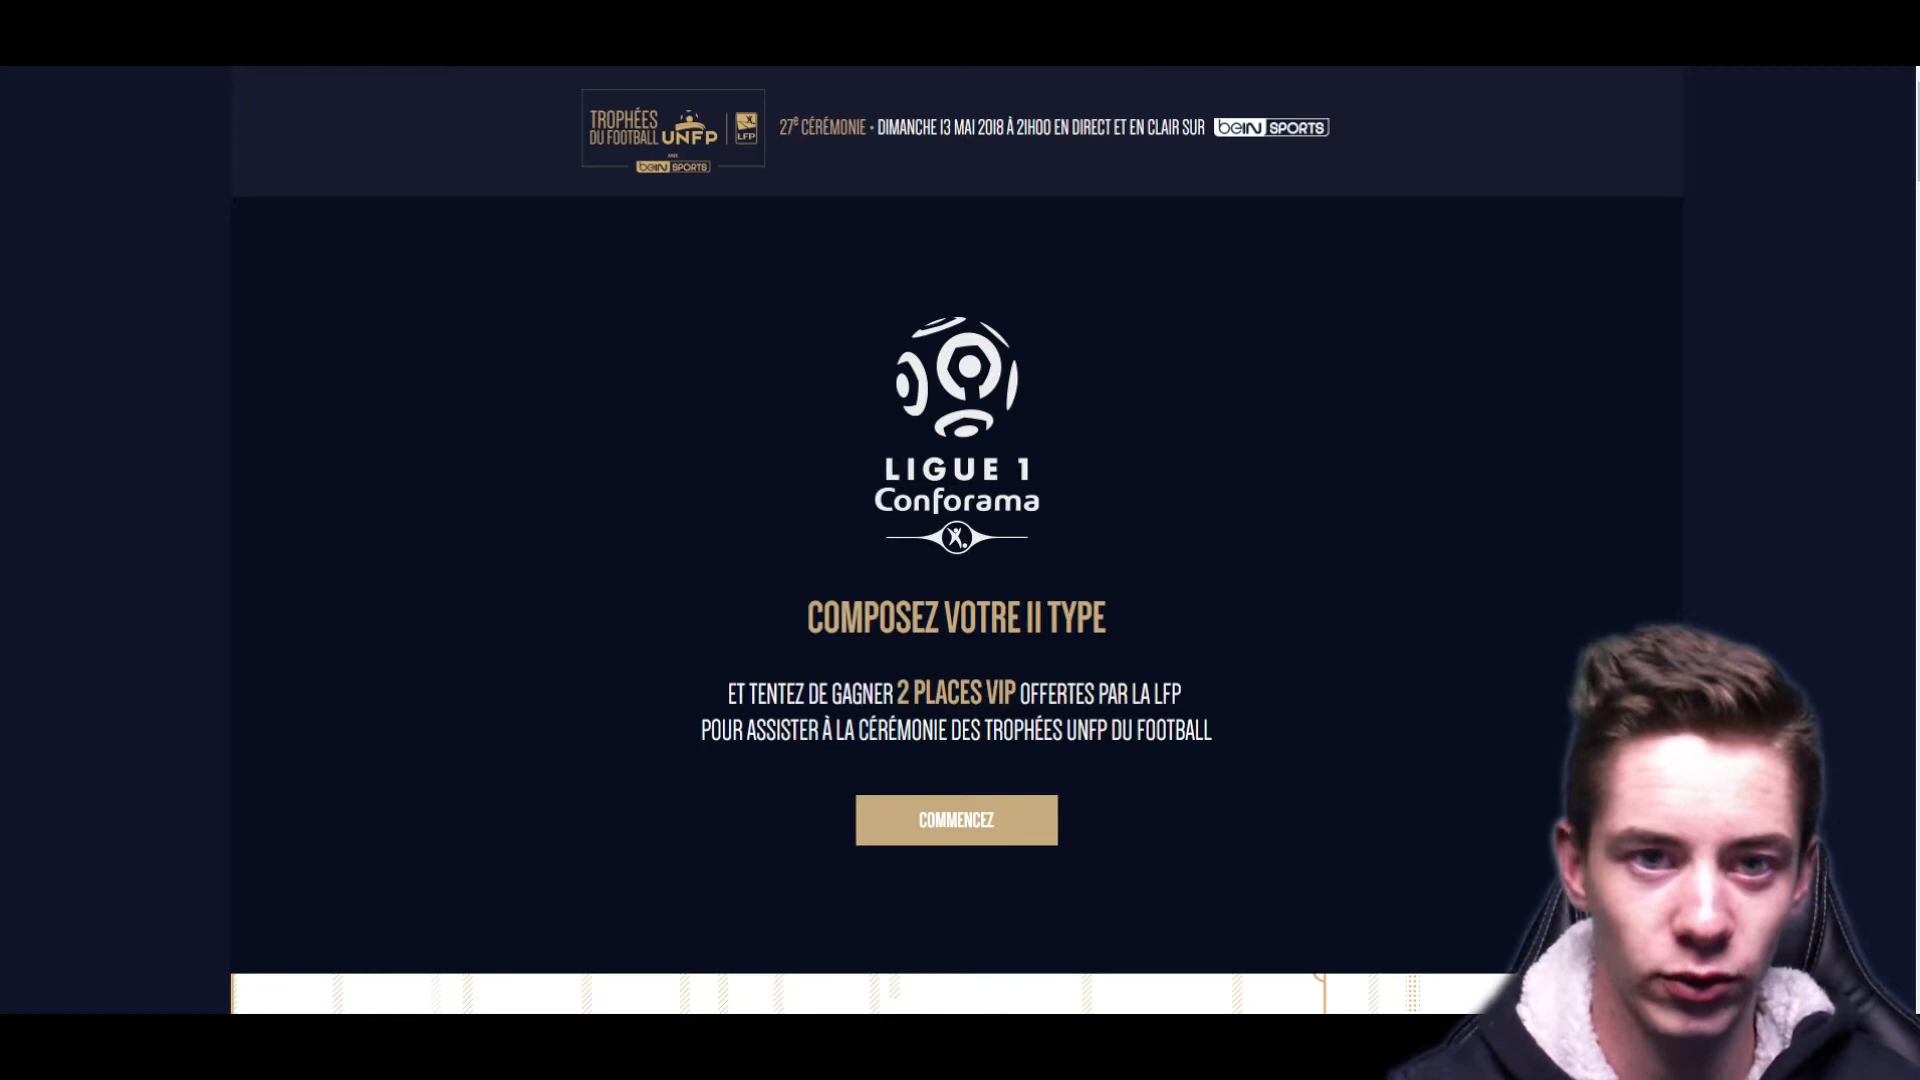 TROPHÉES
DU FOOTBALL UNFP
LFP
AVEC
beIN SPORTS
27e CÉRÉMONIE • DIMANCHE 13 MAI 2018 À 21H00 EN DIRECT ET EN CLAIR SUR beIN SPORTS
LIGUE 1
Conforama
COMPOSEZ VOTRE 11 TYPE
ET TENTEZ DE GAGNER 2 PLACES VIP OFFERTES PAR LA LFP
POUR ASSISTER À LA CÉRÉMONIE DES TROPHÉES UNFP DU FOOTBALL
COMMENCEZ